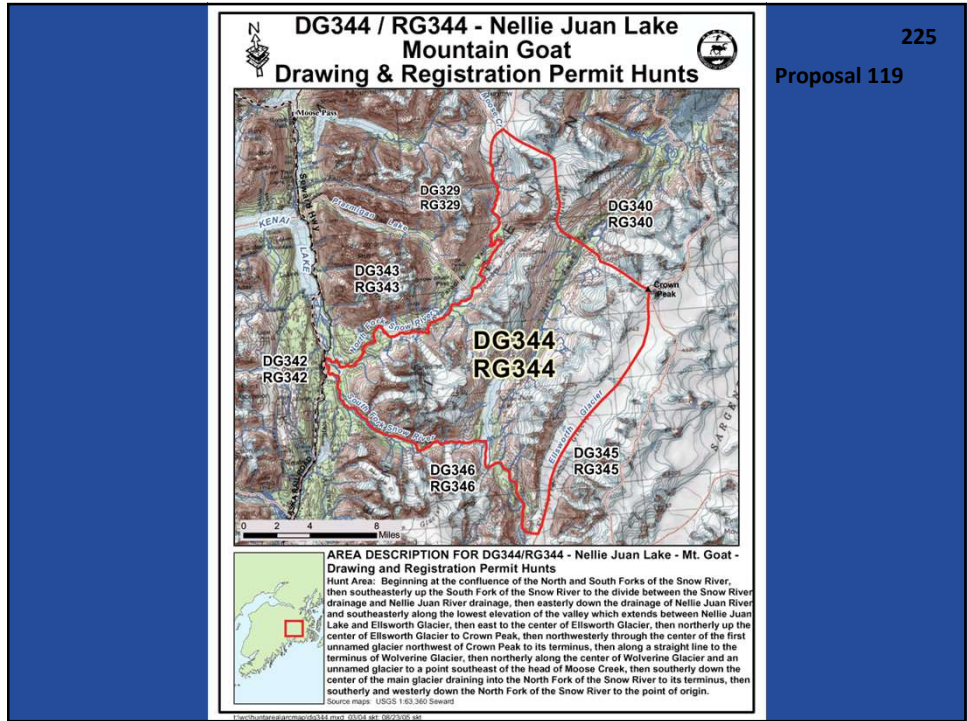 225
Proposal 119
DG344 / RG344 - Nellie Juan Lake
Mountain Goat
Drawing & Registration Permit Hunts
N
Moose Pass
Seward Hwy
KENAI
LAKE
Ptarmigan Lake
DG329
RG329
DG340
RG340
DG343
RG343
Crown
Peak
North Fork Snow River
DG344
RG344
DG342
RG342
South Fork Snow River
Ellsworth Glacier
DG346
RG346
DG345
RG345
SARGEN
0 2 4 8
Miles
AREA DESCRIPTION FOR DG344/RG344 - Nellie Juan Lake - Mt. Goat -
Drawing and Registration Permit Hunts
Hunt Area: Beginning at the confluence of the North and South Forks of the Snow River,
then southeasterly up the South Fork of the Snow River to the divide between the Snow River
drainage and Nellie Juan River drainage, then easterly down the drainage of Nellie Juan River
and southeasterly along the lowest elevation of the valley which extends between Nellie Juan
Lake and Ellsworth Glacier, then east to the center of Ellsworth Glacier, then northerly up the
center of Ellsworth Glacier to Crown Peak, then northwesterly through the center of the first
unnamed glacier northwest of Crown Peak to its terminus, then along a straight line to the
terminus of Wolverine Glacier, then northerly along the center of Wolverine Glacier and an
unnamed glacier to a point southeast of the head of Moose Creek, then southerly down the
center of the main glacier draining into the North Fork of the Snow River to its terminus, then
southerly and westerly down the North Fork of the Snow River to the point of origin.
Source maps: USGS 1:63,360 Seward